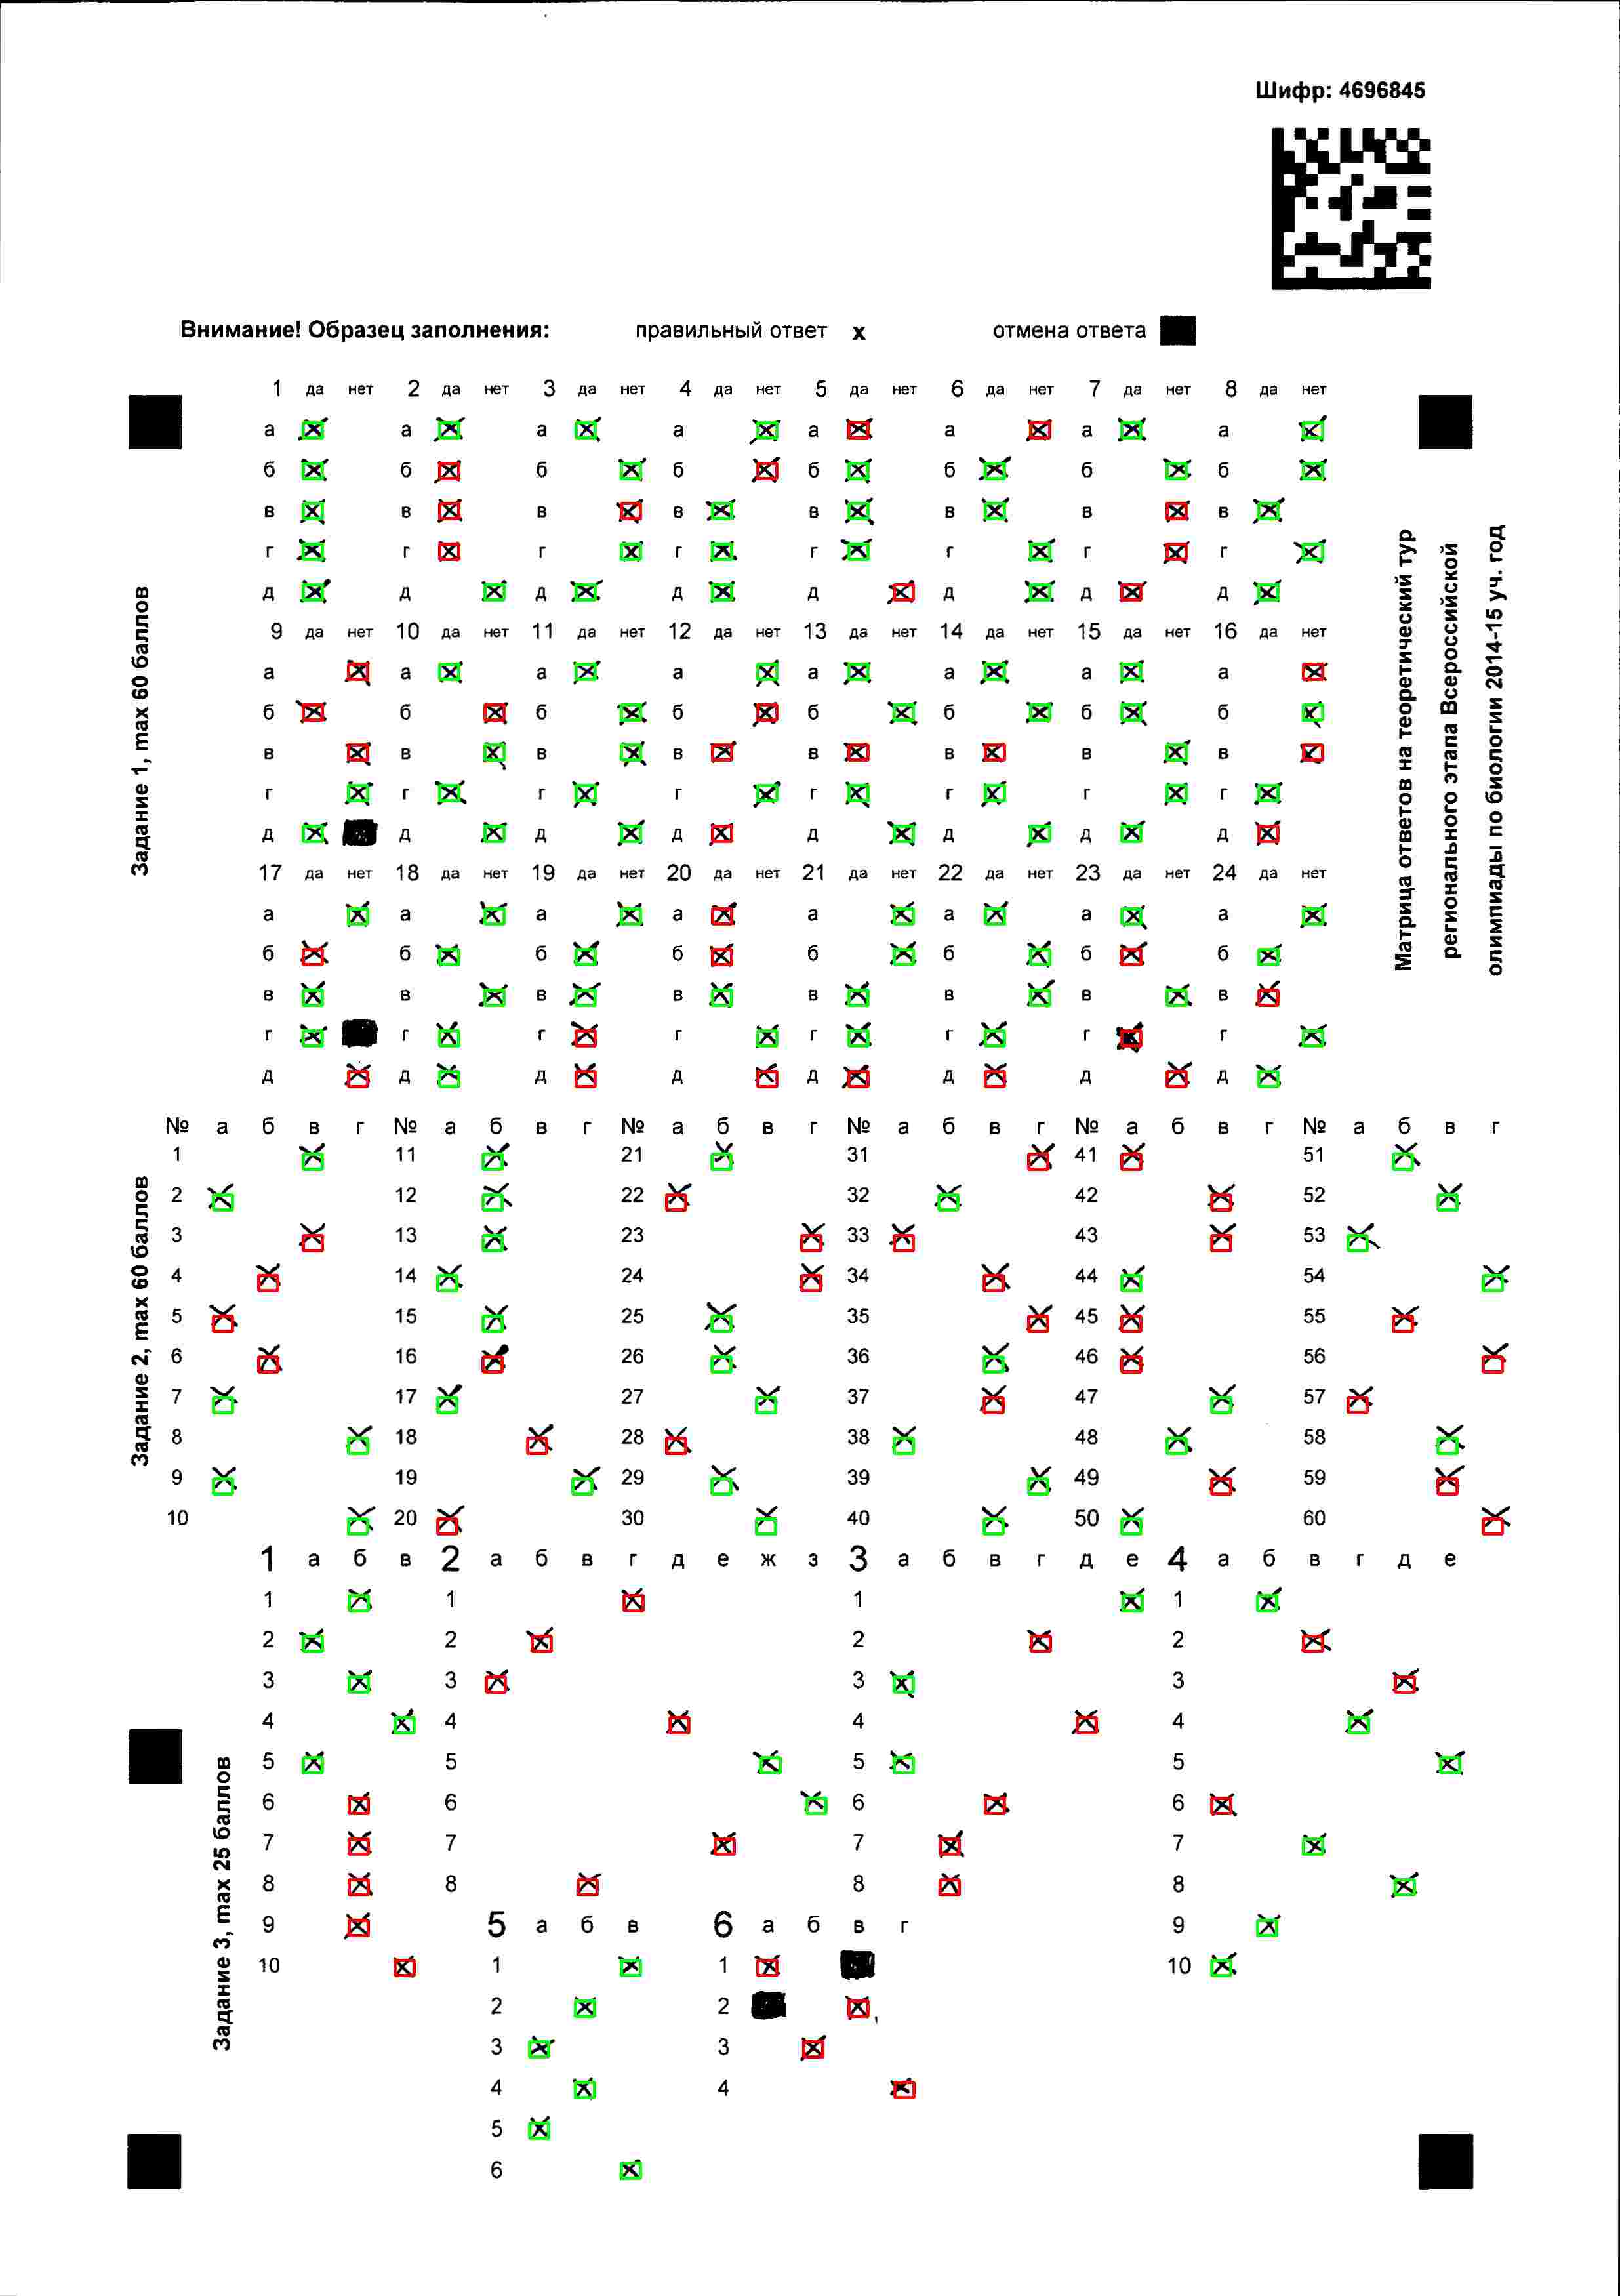 Шифр: 4696845
Внимание! Образец заполнения: правильный ответ x отмена ответа
1 да нет 2 да нет 3 да нет 4 да нет 5 да нет 6 да нет 7 да нет 8 да нет
а а а а а а а а
б б б б б б б б
в в в в в в в в
г г г г г г г г
д д д д д д д д
9 да нет 10 да нет 11 да нет 12 да нет 13 да нет 14 да нет 15 да нет 16 да нет
а а а а а а а а
б б б б б б б б
в в в в в в в в
г г г г г г г г
д д д д д д д д
17 да нет 18 да нет 19 да нет 20 да нет 21 да нет 22 да нет 23 да нет 24 да нет
а а а а а а а а
б б б б б б б б
в в в в в в в в
г г г г г г г г
д д д д д д д д
Задание 1, max 60 баллов
Матрица ответов на теоретический тур
регионального этапа Всероссийской
олимпиады по биологии 2014-15 уч. год
№ а б в г № а б в г № а б в г № а б в г № а б в г № а б в г
1 11 21 31 41 51
2 12 22 32 42 52
3 13 23 33 43 53
4 14 24 34 44 54
5 15 25 35 45 55
6 16 26 36 46 56
7 17 27 37 47 57
8 18 28 38 48 58
9 19 29 39 49 59
10 20 30 40 50 60
Задание 2, max 60 баллов
1 а б в 2 а б в г д е ж з 3 а б в г д е 4 а б в г д е
1 1 1 1
2 2 2 2
3 3 3 3
4 4 4 4
5 5 5 5
6 6 6 6
7 7 7 7
8 8 8 8
9 5 а б в 6 а б в г 9
10 1 1 10
2 2
3 3
4 4
5
6
Задание 3, max 25 баллов